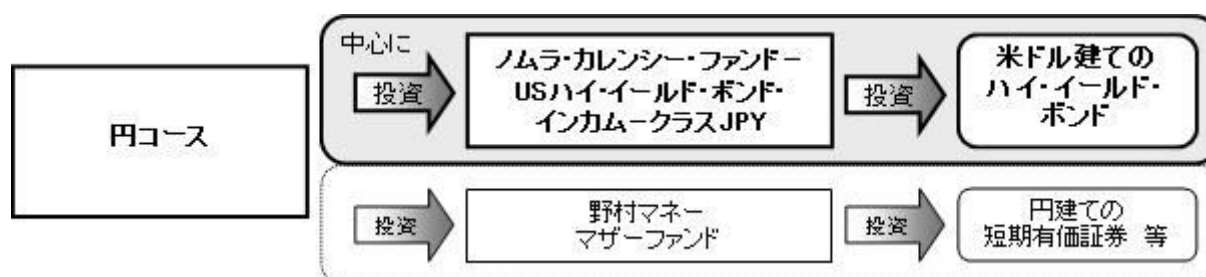 円コース
中心に
投資
ノムラ・カレンシー・ファンドー
USハイ・イールド・ボンド・
インカムークラスJPY
投資
米ドル建ての
ハイ・イールド・
ボンド
投資
野村マネー
マザーファンド
投資
円建ての
短期有価証券 等